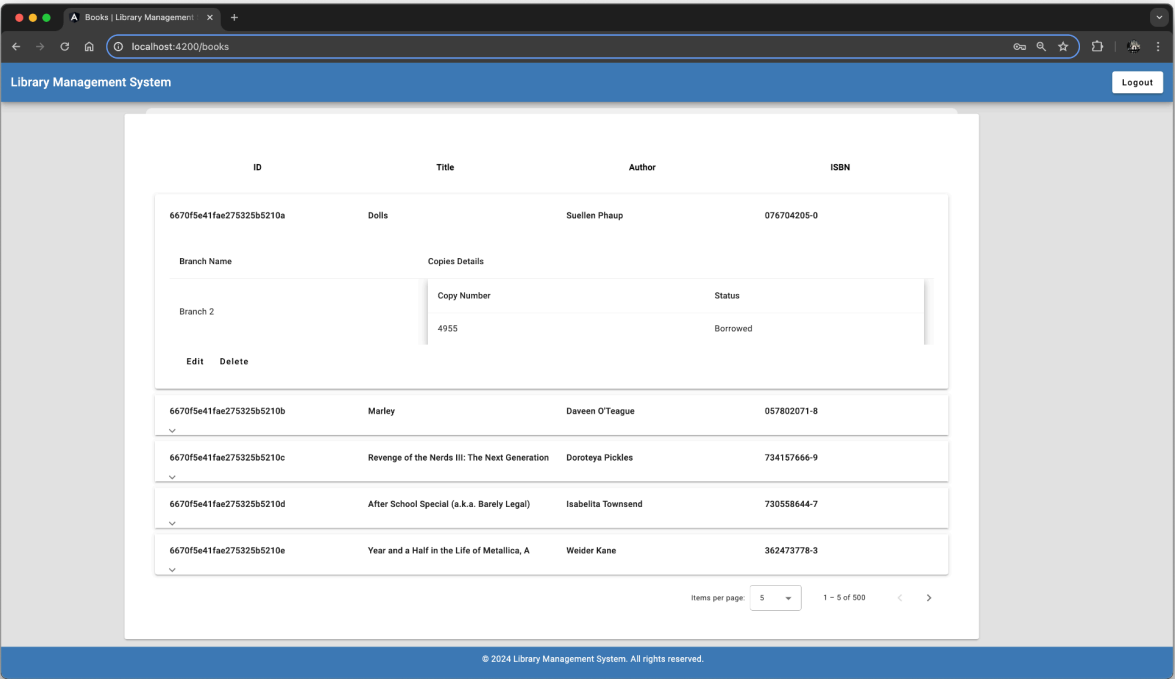 Books | Library Management
localhost:4200/books
Library Management System
Logout
ID Title Author ISBN
6670f5e41fae275325b5210a Dolls Suellen Phaup 076704205-0
Branch Name Copies Details
Copy Number Status
Branch 2
4955 Borrowed
Edit Delete
6670f5e41fae275325b5210b Marley Daveen O'Teague 057802071-8
6670f5e41fae275325b5210c Revenge of the Nerds III: The Next Generation Doroteya Pickles 734157666-9
6670f5e41fae275325b5210d After School Special (a.k.a. Barely Legal) Isabelita Townsend 730558644-7
6670f5e41fae275325b5210e Year and a Half in the Life of Metallica, A Weider Kane 362473778-3
Items per page: 5 1 – 5 of 500
© 2024 Library Management System. All rights reserved.